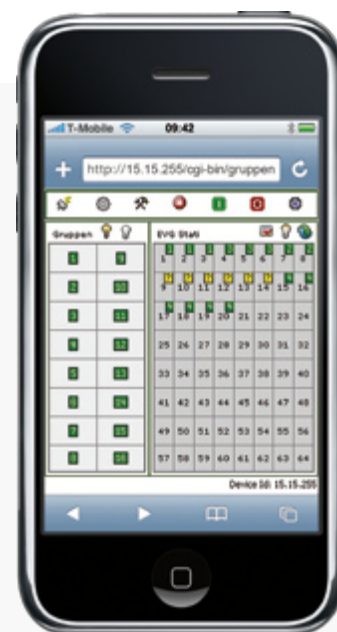 T-Mobile 09:42
http://15.15.255/cgi-bin/gruppen
Gruppen EVG Stati
1 9 1 2 3 4 5 6 7 8
2 10 9 10 11 12 13 14 15 16
3 11 17 18 19 20 21 22 23 24
4 12 25 26 27 28 29 30 31 32
5 13 33 34 35 36 37 38 39 40
6 14 41 42 43 44 45 46 47 48
7 15 49 50 51 52 53 54 55 56
8 16 57 58 59 60 61 62 63 64
Device Id: 15.15.255